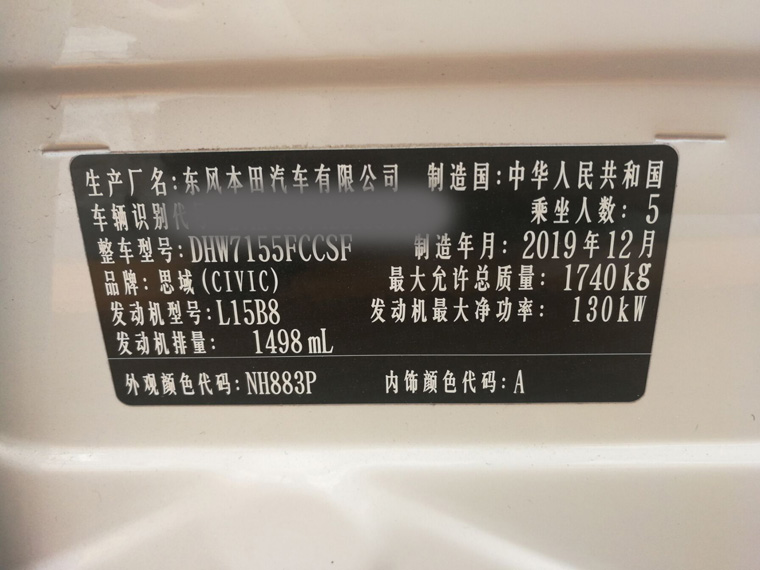 生产厂名:东风本田汽车有限公司 制造国:中华人民共和国
车辆识别代 乘坐人数: 5
整车型号:DHW7155FCCSF 制造年月: 2019年12月
品牌:思域(CIVIC) 最大允许总质量: 1740kg
发动机型号:L15B8 发动机最大净功率: 130kW
发动机排量: 1498mL
外观颜色代码:NH883P 内饰颜色代码:A